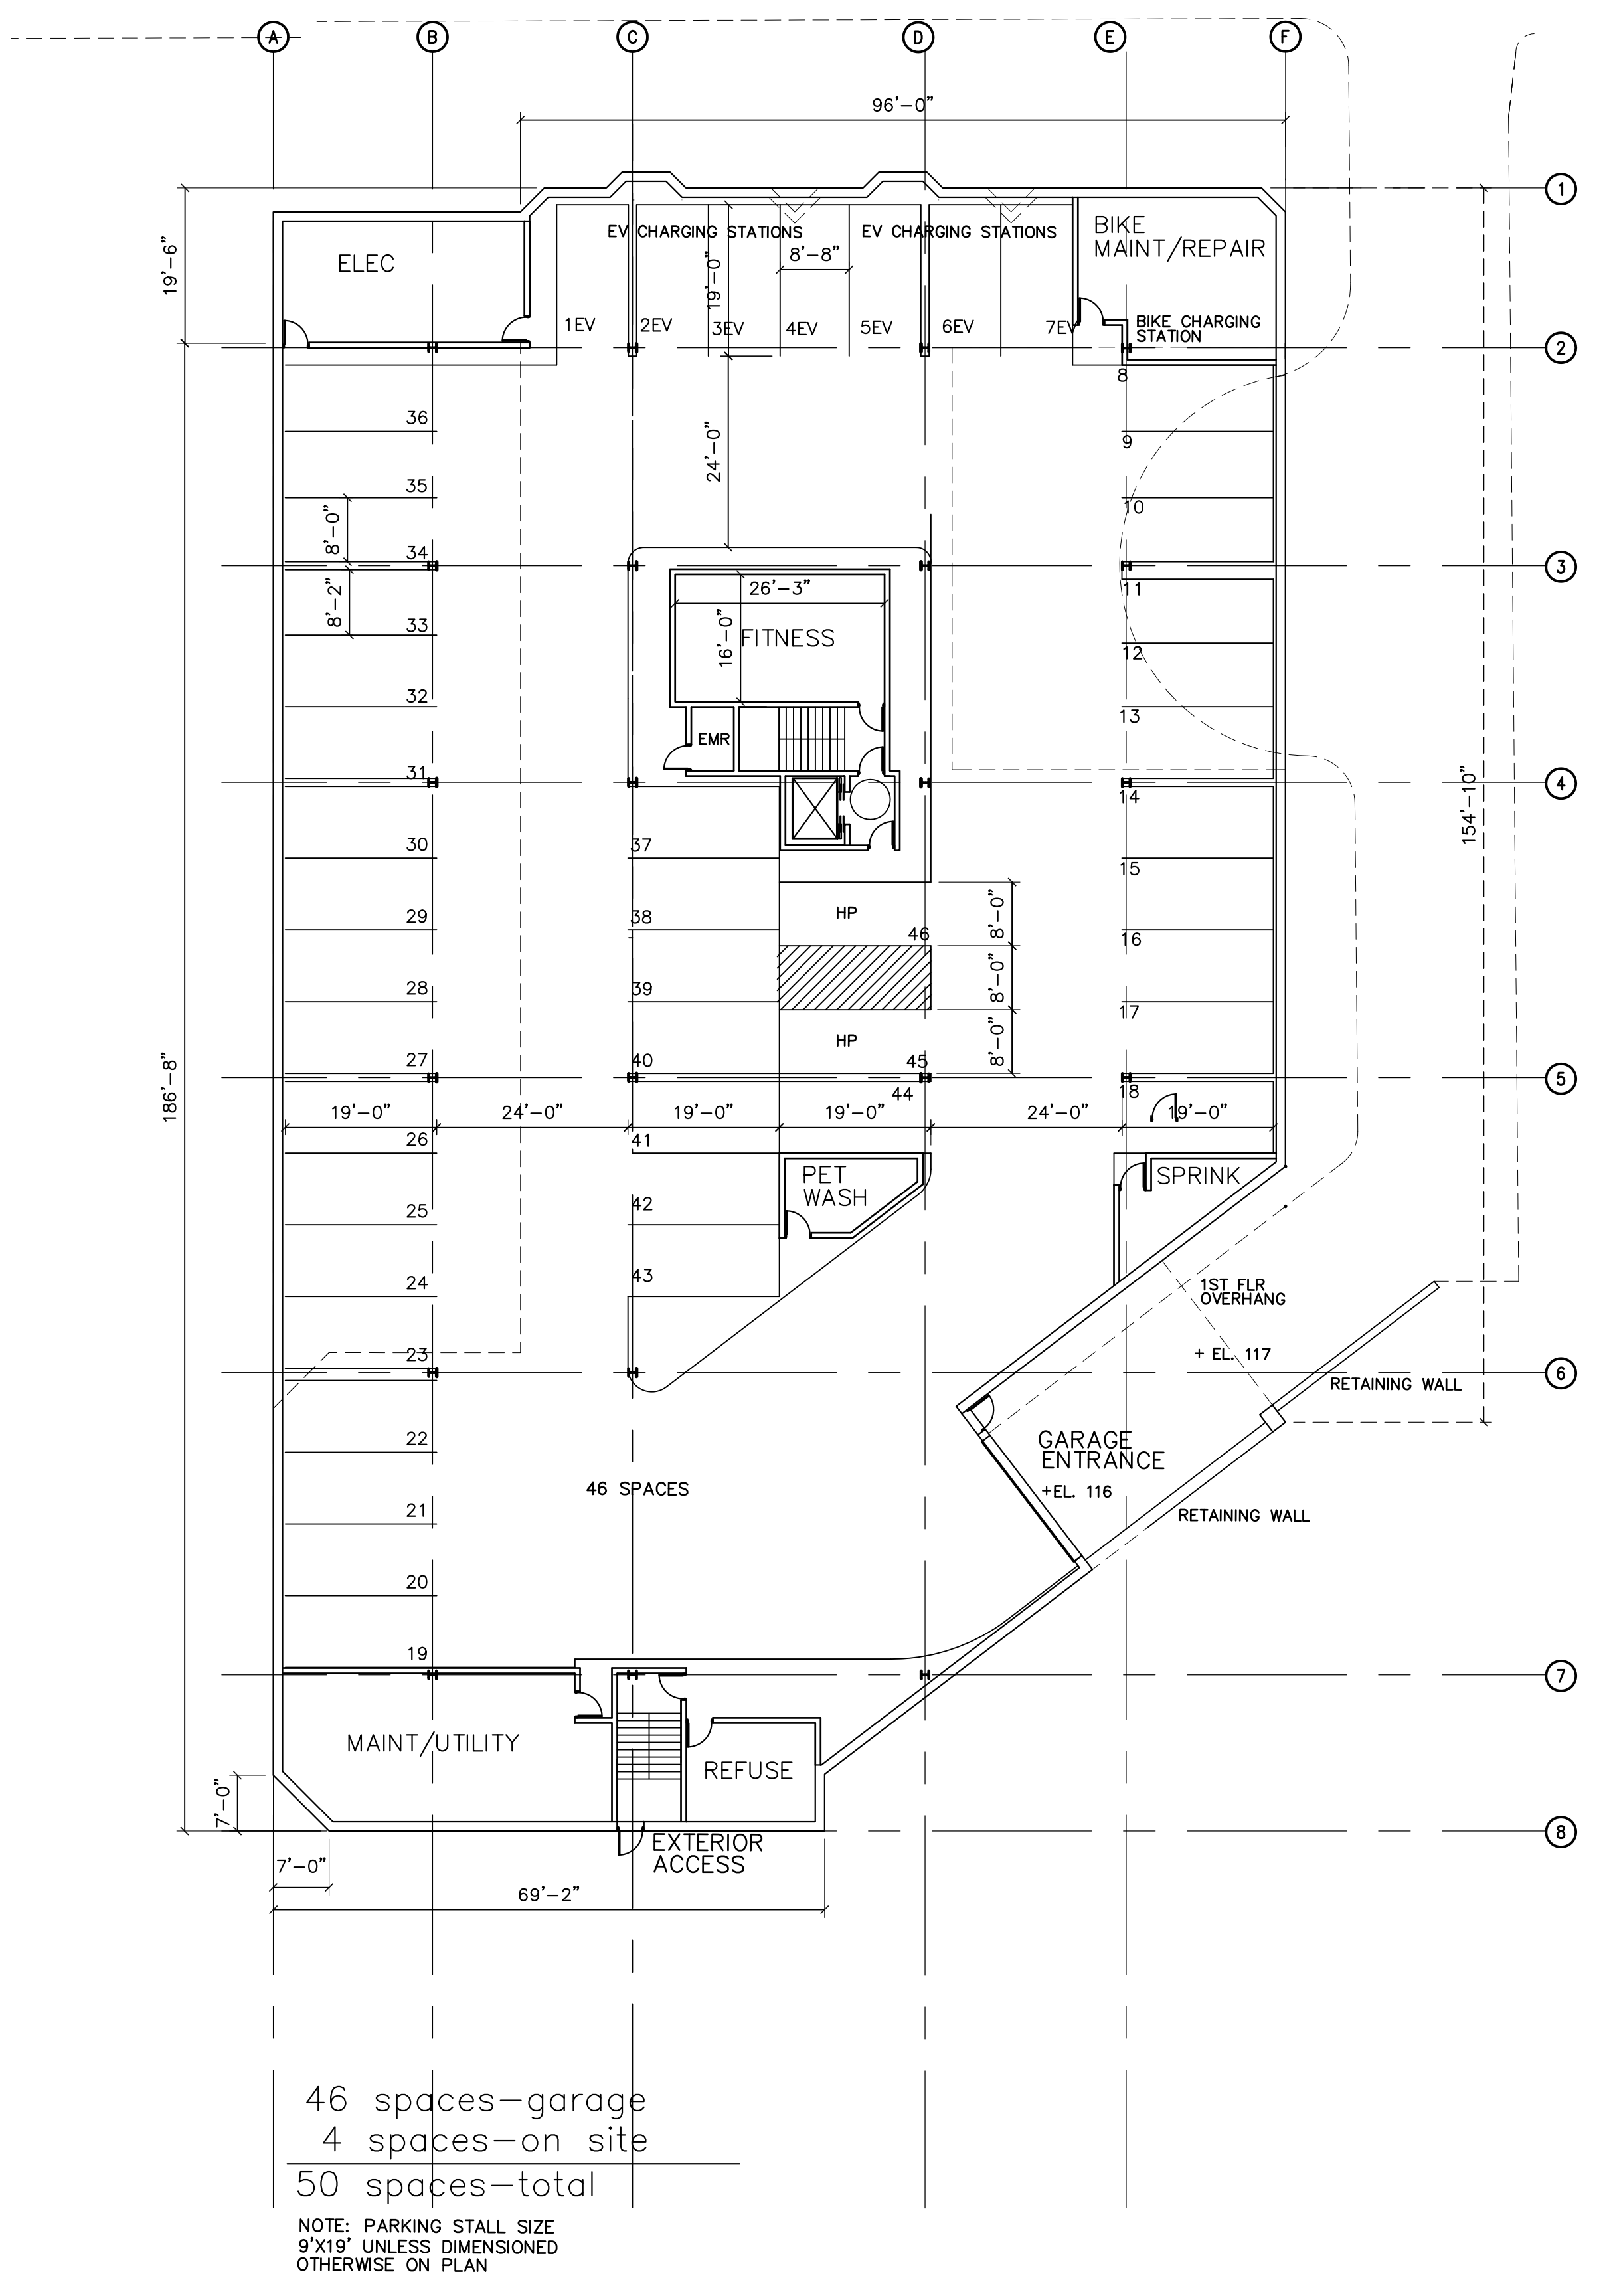 A B C D E F
96'-0"
1
EV CHARGING STATIONS
EV CHARGING STATIONS
BIKE
MAINT/REPAIR
ELEC
19'-6"
19'-0"
8'-8"
1EV 2EV 3EV 4EV 5EV 6EV 7EV
BIKE CHARGING
STATION
2
8
36
9
24'-0"
35
10
8'-0"
34
3
8'-2"
26'-3"
11
16'-0"
FITNESS
33
12
32
13
EMR
31
4
14
154'-10"
30
37
15
HP
29
38
46
16
8'-0"
8'-0"
28
39
17
8'-0"
HP
186'-8"
27
40
45
5
44
18
19'-0" 24'-0" 19'-0" 19'-0" 24'-0" 19'-0"
26
41
PET
WASH
SPRINK
25
42
24
43
1ST FLR
OVERHANG
+ EL. 117
23
6
RETAINING WALL
22
GARAGE
ENTRANCE
46 SPACES
+EL. 116
21
RETAINING WALL
20
19
7
MAINT/UTILITY
REFUSE
7'-0"
8
EXTERIOR
ACCESS
7'-0"
69'-2"
46 spaces-garage
4 spaces-on site
50 spaces-total
NOTE: PARKING STALL SIZE
9'X19' UNLESS DIMENSIONED
OTHERWISE ON PLAN